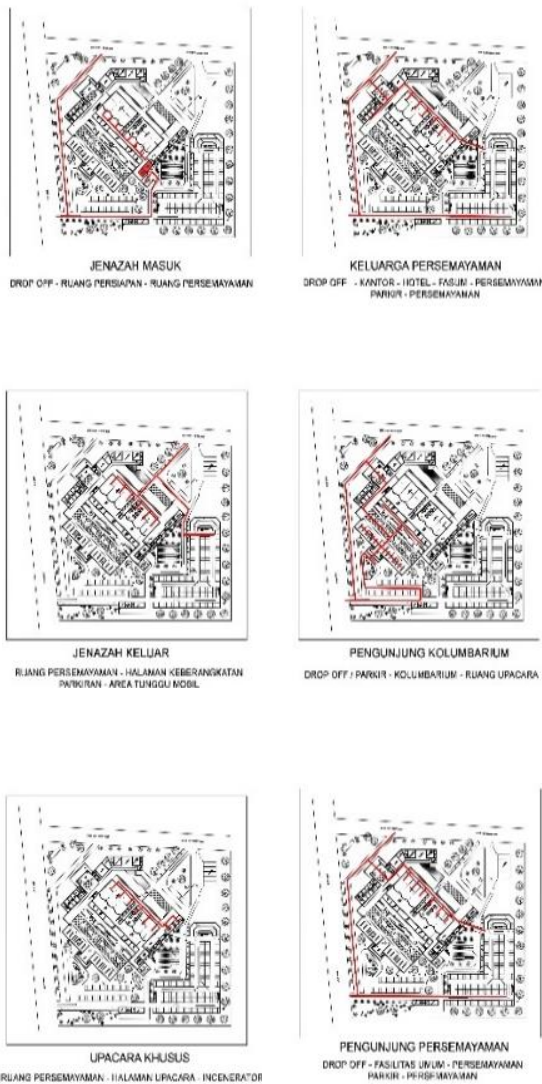 JENAZAH MASUK
DROP OFF - RUANG PERSIAPAN - RUANG PERSEMAYAMAN
KELUARGA PERSEMAYAMAN
DROP OFF - KANTOR - HOTEL - FASUM - PERSEMAYAMAN
PARKIR - PERSEMAYAMAN
JENAZAH KELUAR
RUANG PERSEMAYAMAN - HALAMAN KEBERANGKATAN
PARKIRAN - AREA TUNGGU MOBIL
PENGUNJUNG KOLUMBARIUM
DROP OFF / PARKIR - KOLUMBARIUM - RUANG UPACARA
UPACARA KHUSUS
RUANG PERSEMAYAMAN - HALAMAN UPACARA - INCENERATOR
PENGUNJUNG PERSEMAYAMAN
DROP OFF - FASILITAS UMUM - PERSEMAYAMAN
PARKIR - PERSEMAYAMAN